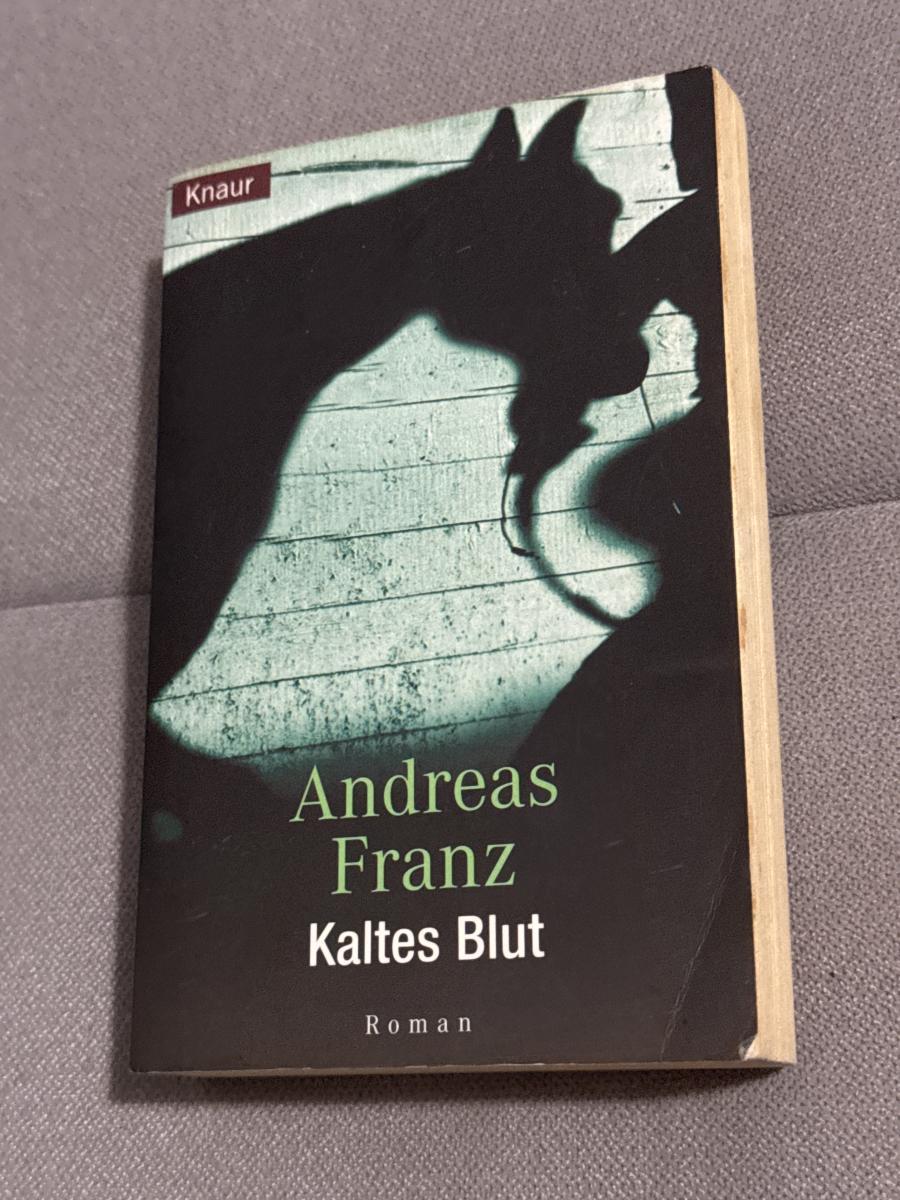 Knaur
Andreas
Franz
Kaltes Blut
Roman